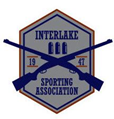 INTERLAKE
19 47
SPORTING
ASSOCIATION